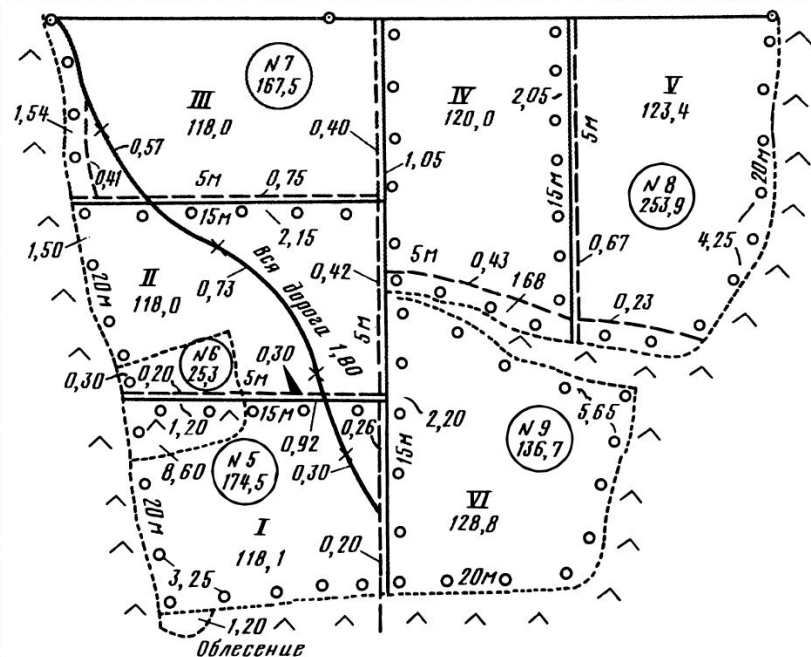 N 7
167,5
III
118,0
IV
120,0
2,05
V
123,4
1,54
0,57
0,40
1,05
5м
15м
20м
0,41
5м
0,75
15м
2,15
N 8
253,9
1,50
II
118,0
0,73
вся дорога 1,80
0,42
5м
5м
0,43
1,68
0,67
4,25
0,23
20м
N 6
25,3
0,30
0,20
5м
0,30
1,20
15м
0,92
0,26
2,20
15м
5,65
N 9
136,7
8,60
N 5
174,5
0,30
20м
I
118,1
VI
128,8
3,25
0,20
20м
1,20
Облесение